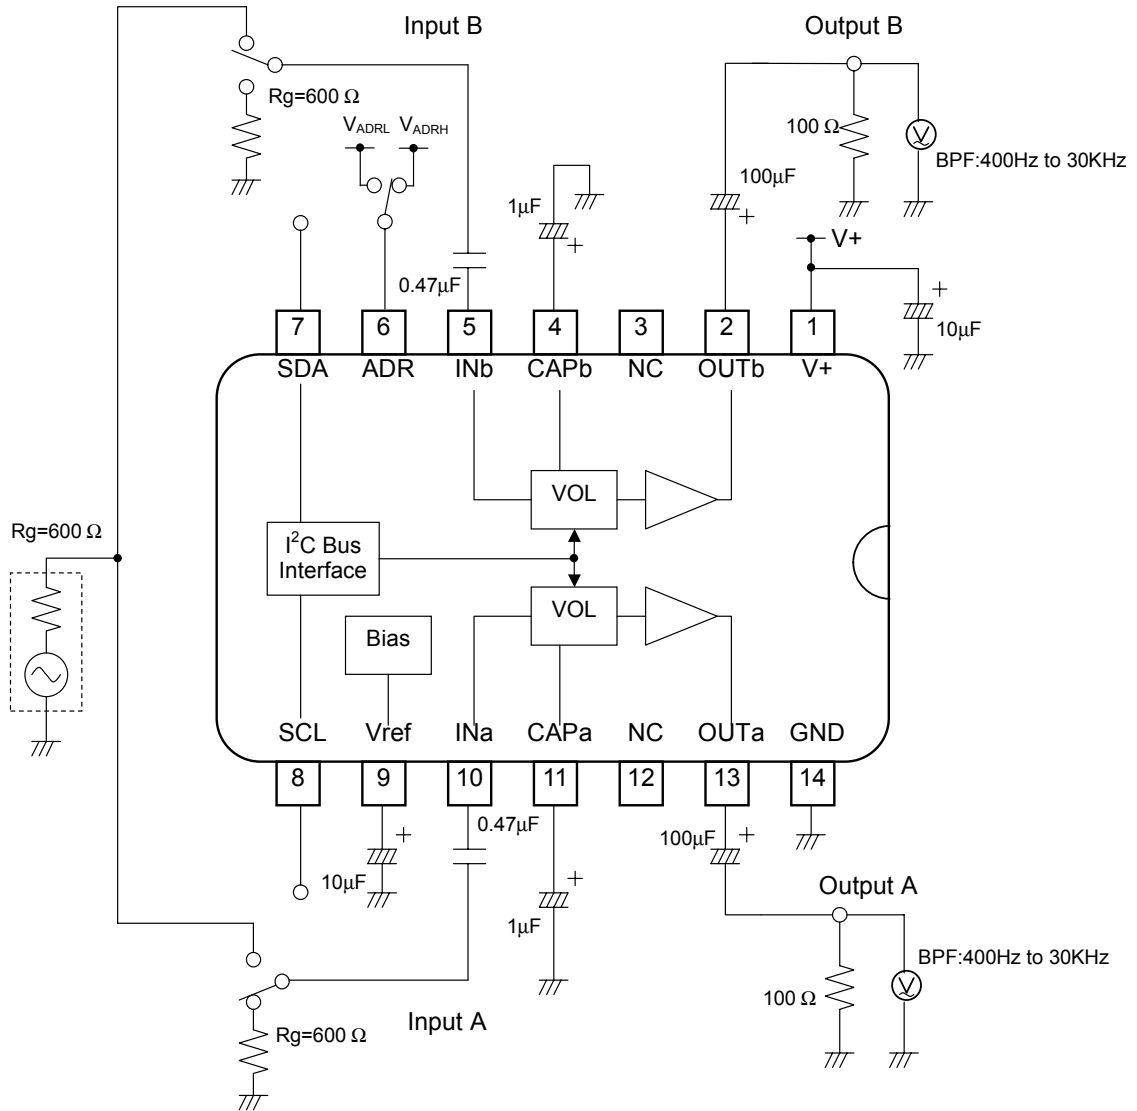 Input B
Output B
Rg=600 Ω
V_ADRL V_ADRH
100 Ω
BPF:400Hz to 30KHz
100µF
+
1µF
+
V+
0.47µF
+
10µF
7 6 5 4 3 2 1
SDA ADR INb CAPb NC OUTb V+
VOL
Rg=600 Ω
I²C Bus
Interface
VOL
Bias
SCL Vref INa CAPa NC OUTa GND
8 9 10 11 12 13 14
0.47µF
+
100µF
+
10µF
+
1µF
Output A
BPF:400Hz to 30KHz
100 Ω
Input A
Rg=600 Ω
V
V